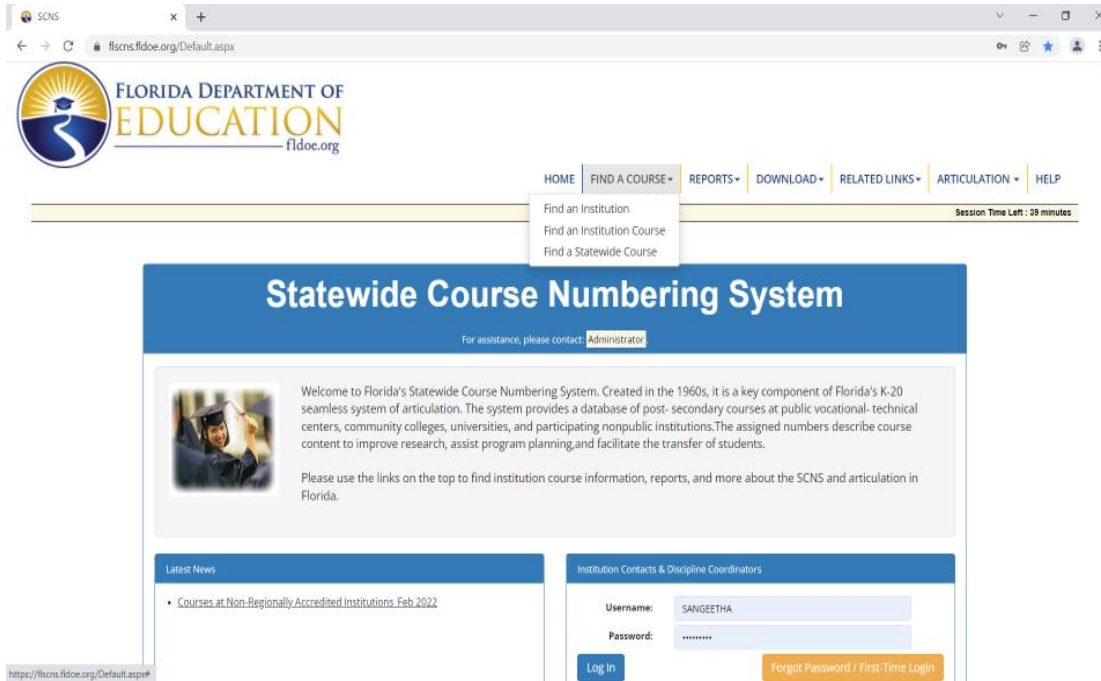 SCNS
flscns.fldoe.org/Default.aspx
FLORIDA DEPARTMENT OF
EDUCATION
fldoe.org
HOME FIND A COURSE REPORTS DOWNLOAD RELATED LINKS ARTICULATION HELP
Find an Institution
Find an Institution Course
Find a Statewide Course
Session Time Left : 39 minutes
Statewide Course Numbering System
For assistance, please contact: Administrator.
Welcome to Florida's Statewide Course Numbering System. Created in the 1960s, it is a key component of Florida's K-20
seamless system of articulation. The system provides a database of post- secondary courses at public vocational- technical
centers, community colleges, universities, and participating nonpublic institutions.The assigned numbers describe course
content to improve research, assist program planning,and facilitate the transfer of students.
Please use the links on the top to find institution course information, reports, and more about the SCNS and articulation in
Florida.
Latest News
• Courses at Non-Regionally Accredited Institutions Feb 2022
Institution Contacts & Discipline Coordinators
Username: SANGEETHA
Password: •••••••••
Log In Forgot Password / First-Time Login
https://flscns.fldoe.org/Default.aspx#